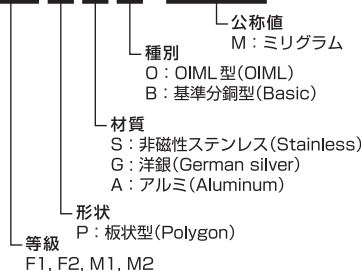 公称値
M：ミリグラム
種別
O：OIML型(OIML)
B：基準分銅型(Basic)
材質
S：非磁性ステンレス(Stainless)
G：洋銀(German silver)
A：アルミ(Aluminum)
形状
P：板状型(Polygon)
等級
F1, F2, M1, M2